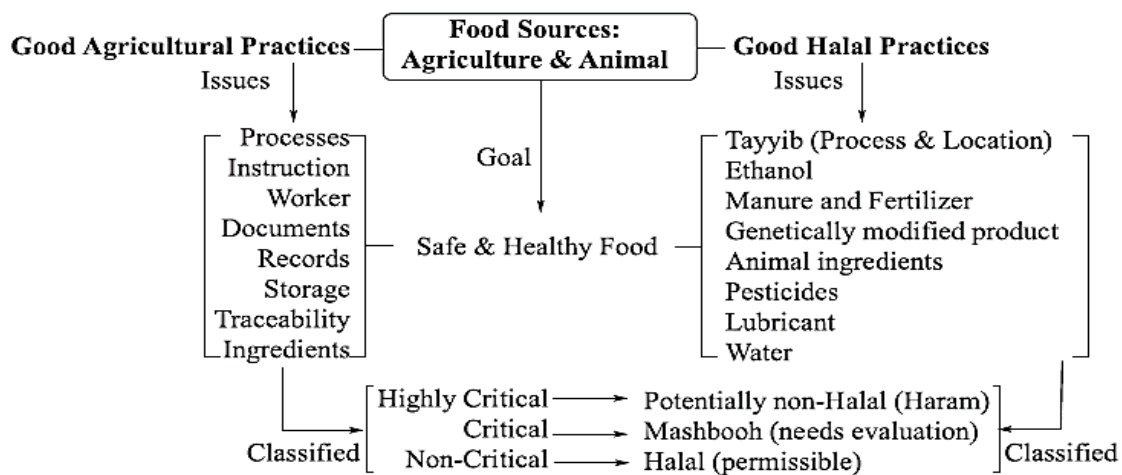 Food Sources:
Agriculture & Animal
Good Agricultural Practices
Good Halal Practices
Issues
Issues
Processes
Instruction
Worker
Documents
Records
Storage
Traceability
Ingredients
Goal
Safe & Healthy Food
Tayyib (Process & Location)
Ethanol
Manure and Fertilizer
Genetically modified product
Animal ingredients
Pesticides
Lubricant
Water
Classified
Highly Critical
Potentially non-Halal (Haram)
Critical
Mashbooh (needs evaluation)
Non-Critical
Halal (permissible)
Classified